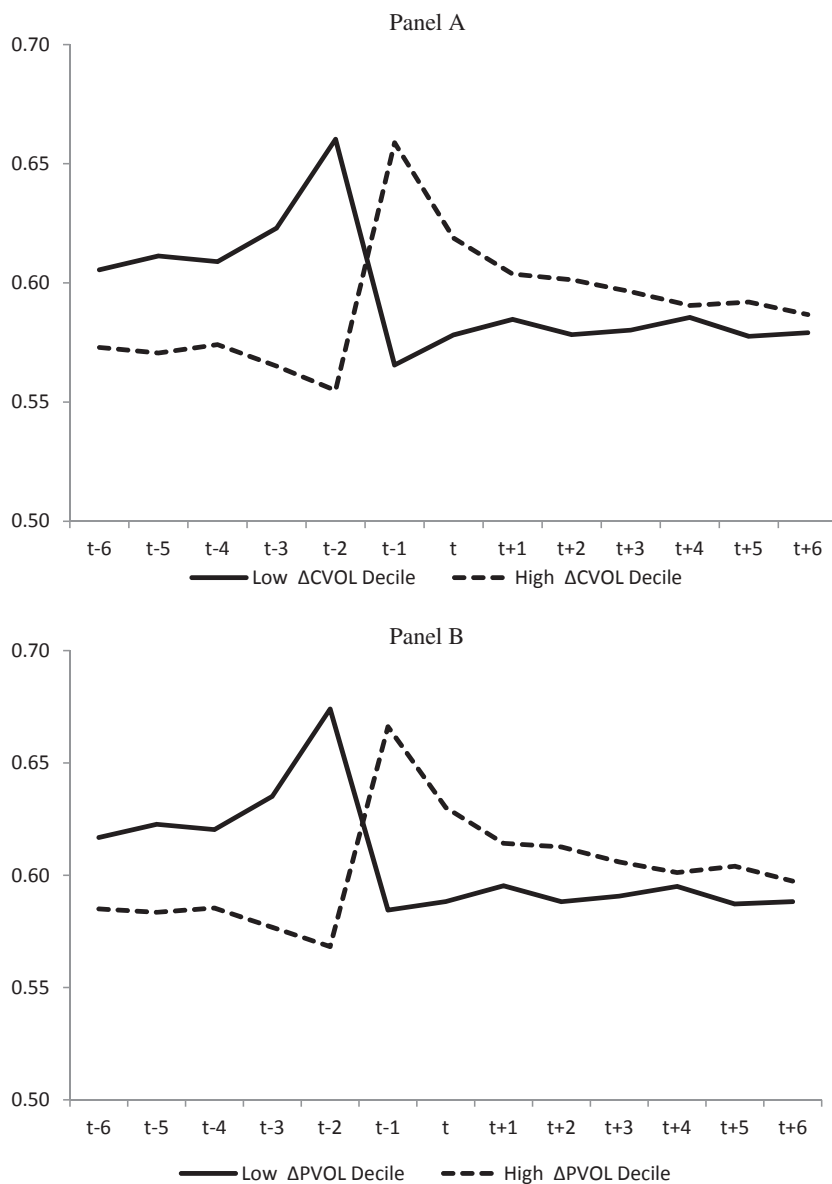 Panel A
0.70
0.65
0.60
0.55
0.50
t-6 t-5 t-4 t-3 t-2 t-1 t t+1 t+2 t+3 t+4 t+5 t+6
Low ΔCVOL Decile High ΔCVOL Decile
Panel B
0.70
0.65
0.60
0.55
0.50
t-6 t-5 t-4 t-3 t-2 t-1 t t+1 t+2 t+3 t+4 t+5 t+6
Low ΔPVOL Decile High ΔPVOL Decile